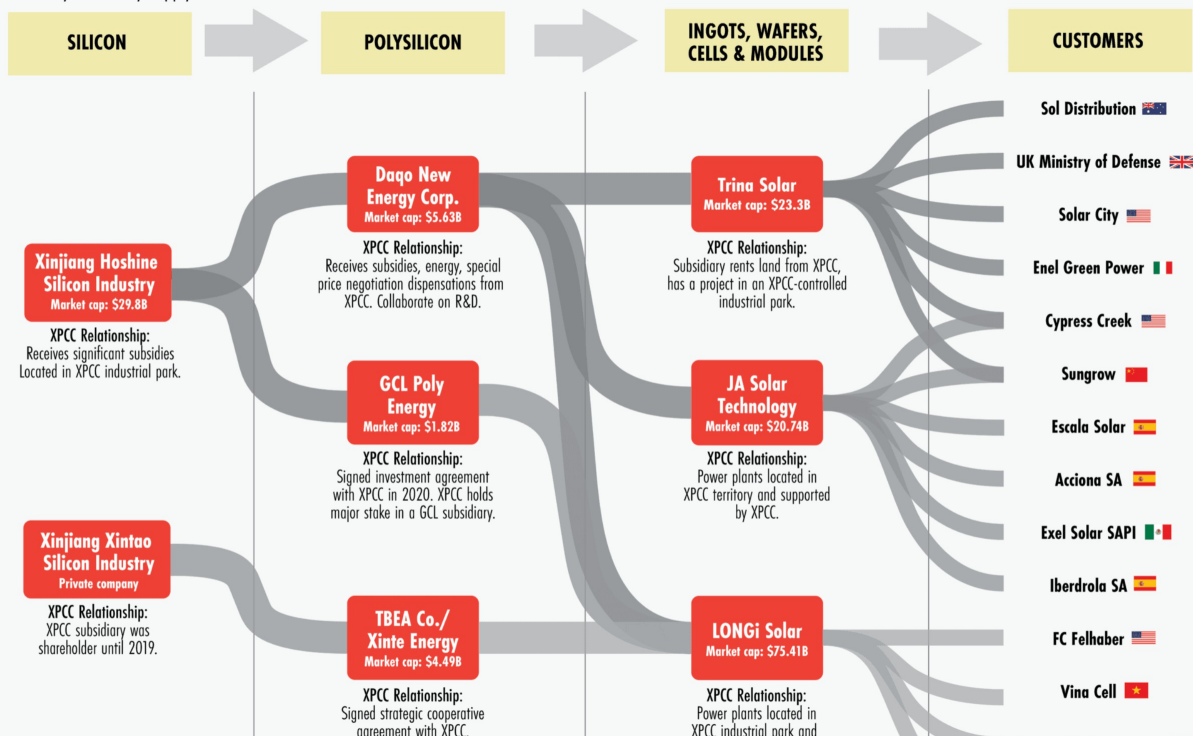 SILICON
POLYSILICON
INGOTS, WAFERS,
CELLS & MODULES
CUSTOMERS
Xinjiang Hoshine
Silicon Industry
Market cap: $29.8B
XPCC Relationship:
Receives significant subsidies
Located in XPCC industrial park.
Xinjiang Xintao
Silicon Industry
Private company
XPCC Relationship:
XPCC subsidiary was
shareholder until 2019.
Daqo New
Energy Corp.
Market cap: $5.63B
XPCC Relationship:
Receives subsidies, energy, special
price negotiation dispensations from
XPCC. Collaborate on R&D.
GCL Poly
Energy
Market cap: $1.82B
XPCC Relationship:
Signed investment agreement
with XPCC in 2020. XPCC holds
major stake in a GCL subsidiary.
TBEA Co./
Xinte Energy
Market cap: $4.49B
XPCC Relationship:
Signed strategic cooperative
agreement with XPCC.
Trina Solar
Market cap: $23.3B
XPCC Relationship:
Subsidiary rents land from XPCC,
has a project in an XPCC-controlled
industrial park.
JA Solar
Technology
Market cap: $20.74B
XPCC Relationship:
Power plants located in
XPCC territory and supported
by XPCC.
LONGi Solar
Market cap: $75.41B
XPCC Relationship:
Power plants located in
XPCC industrial park and
Sol Distribution
UK Ministry of Defense
Solar City
Enel Green Power
Cypress Creek
Sungrow
Escala Solar
Acciona SA
Exel Solar SAPI
Iberdrola SA
FC Felhaber
Vina Cell